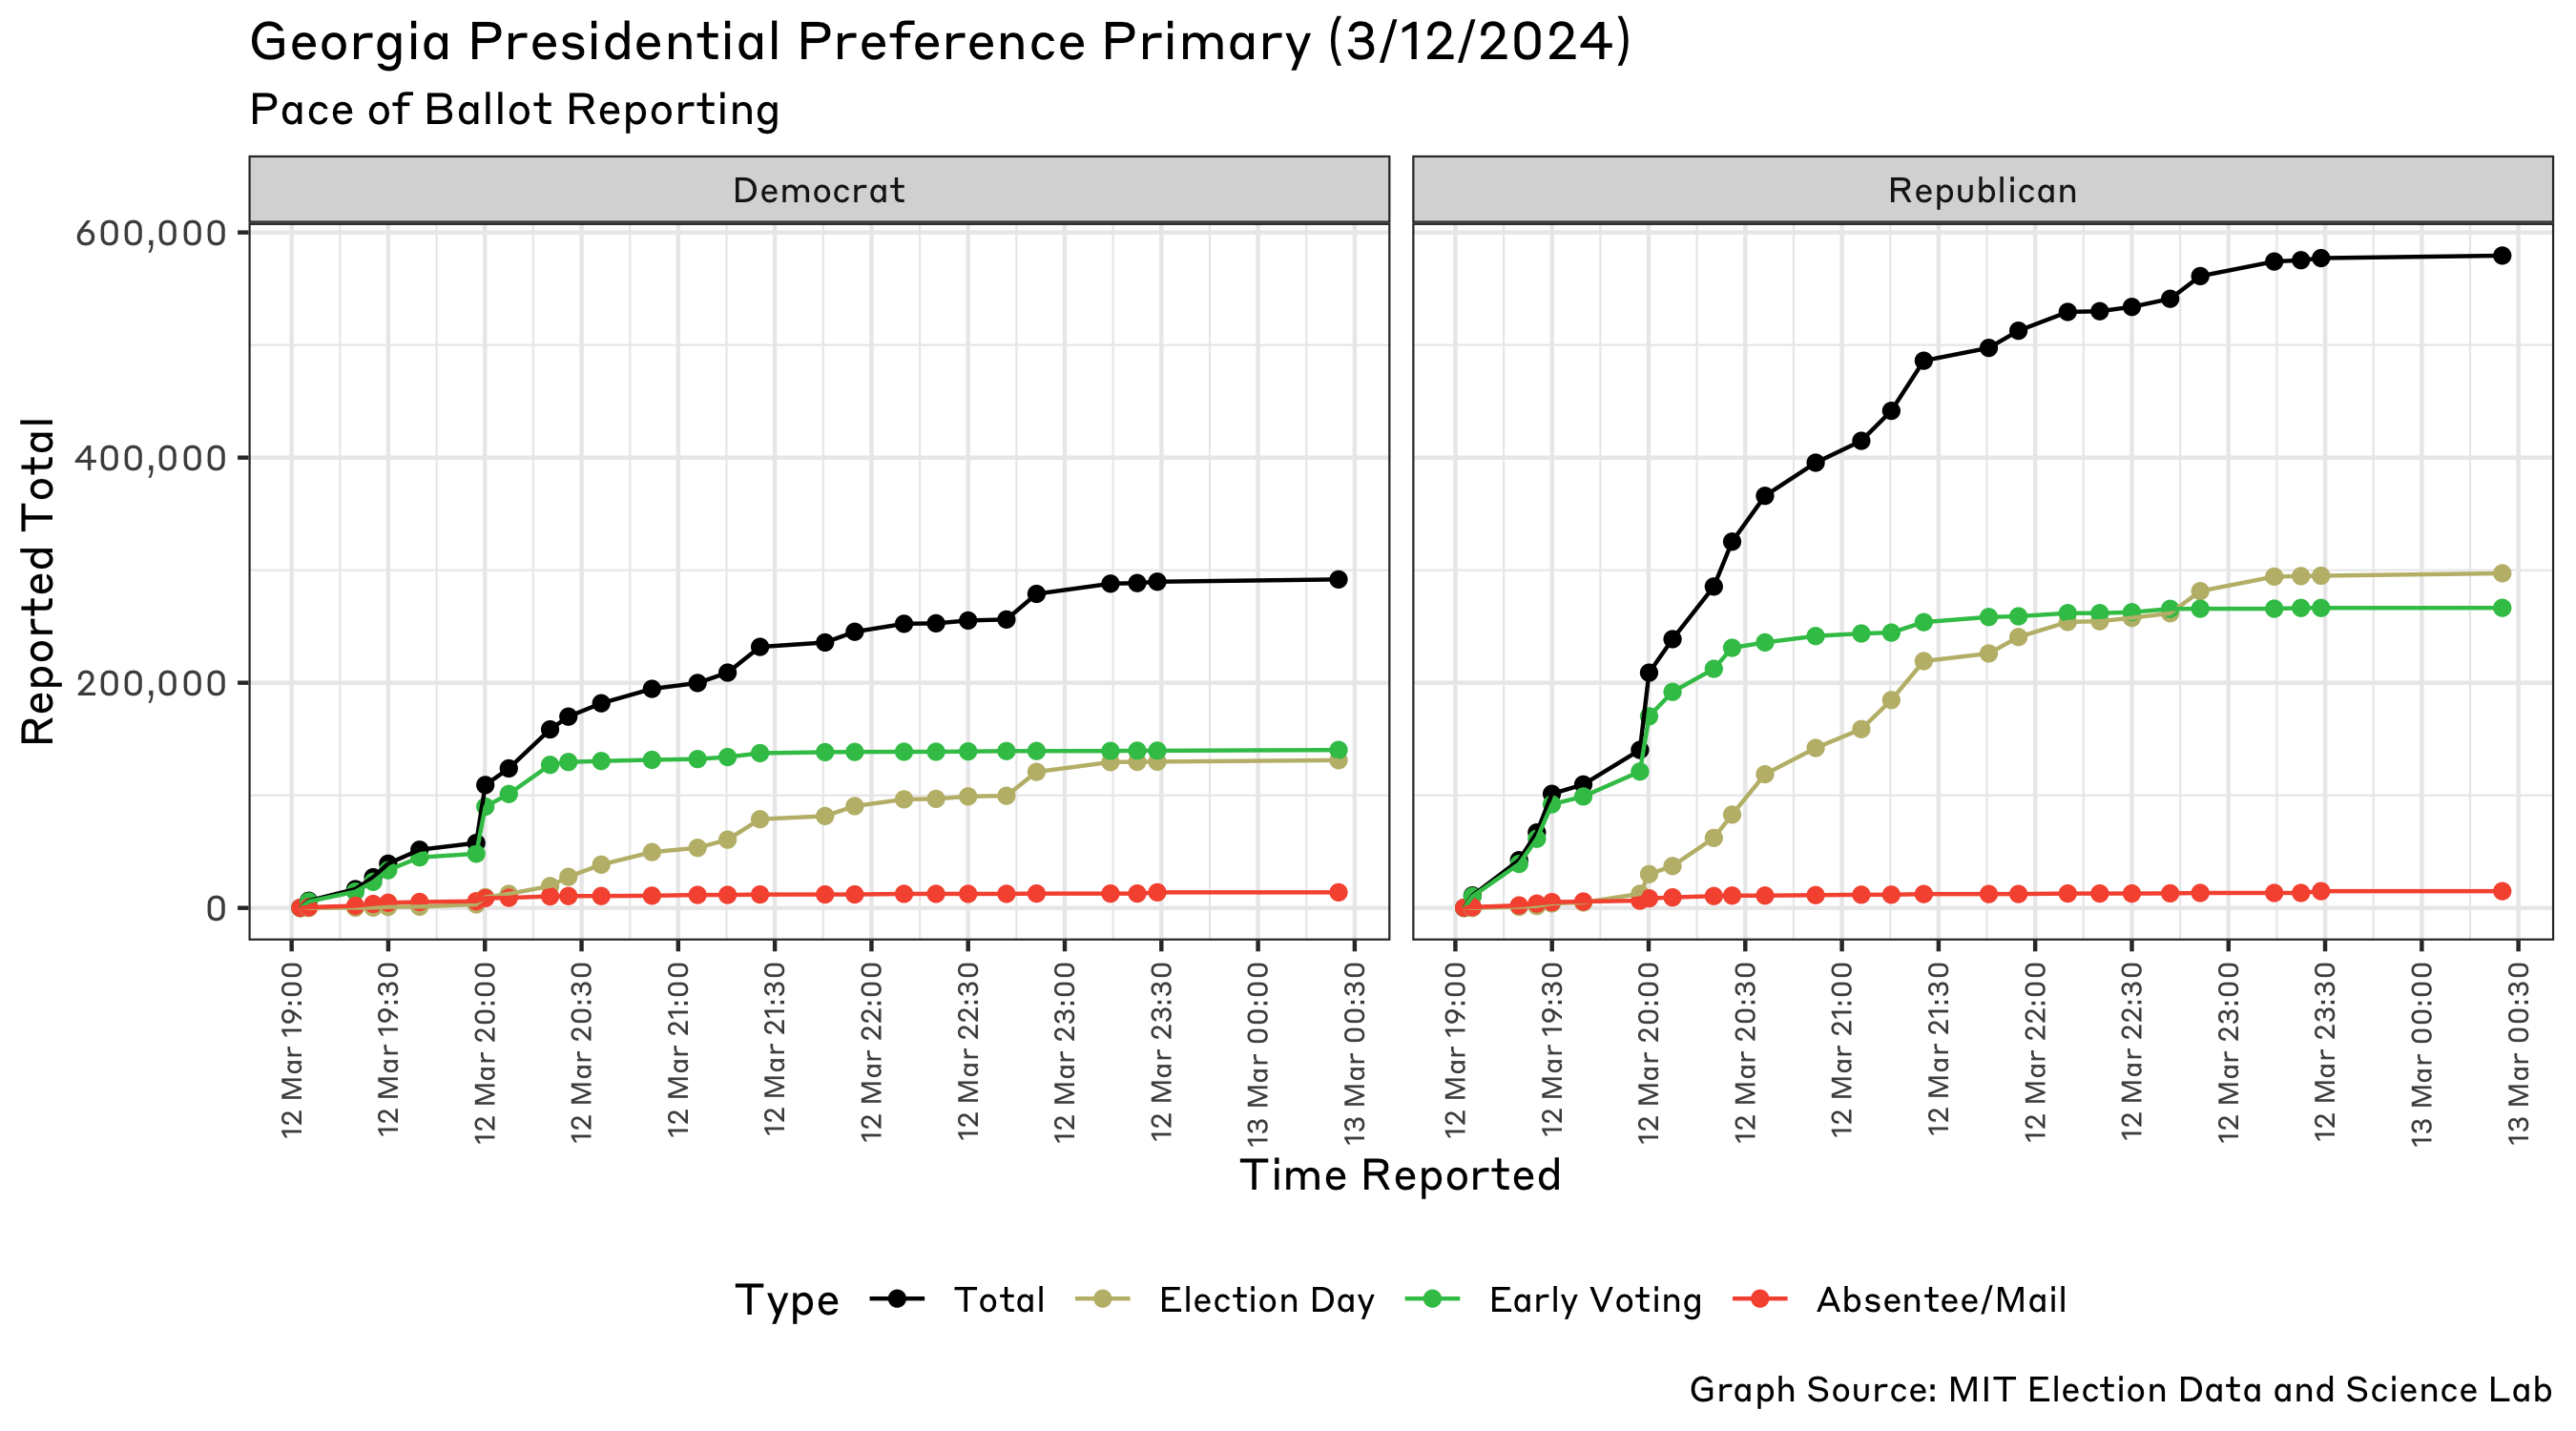 Georgia Presidential Preference Primary (3/12/2024)
Pace of Ballot Reporting
Democrat
Republican
Reported Total
600,000
400,000
200,000
0
12 Mar 19:00
12 Mar 19:30
12 Mar 20:00
12 Mar 20:30
12 Mar 21:00
12 Mar 21:30
12 Mar 22:00
12 Mar 22:30
12 Mar 23:00
12 Mar 23:30
13 Mar 00:00
13 Mar 00:30
12 Mar 19:00
12 Mar 19:30
12 Mar 20:00
12 Mar 20:30
12 Mar 21:00
12 Mar 21:30
12 Mar 22:00
12 Mar 22:30
12 Mar 23:00
12 Mar 23:30
13 Mar 00:00
13 Mar 00:30
Time Reported
Type Total Election Day Early Voting Absentee/Mail
Graph Source: MIT Election Data and Science Lab